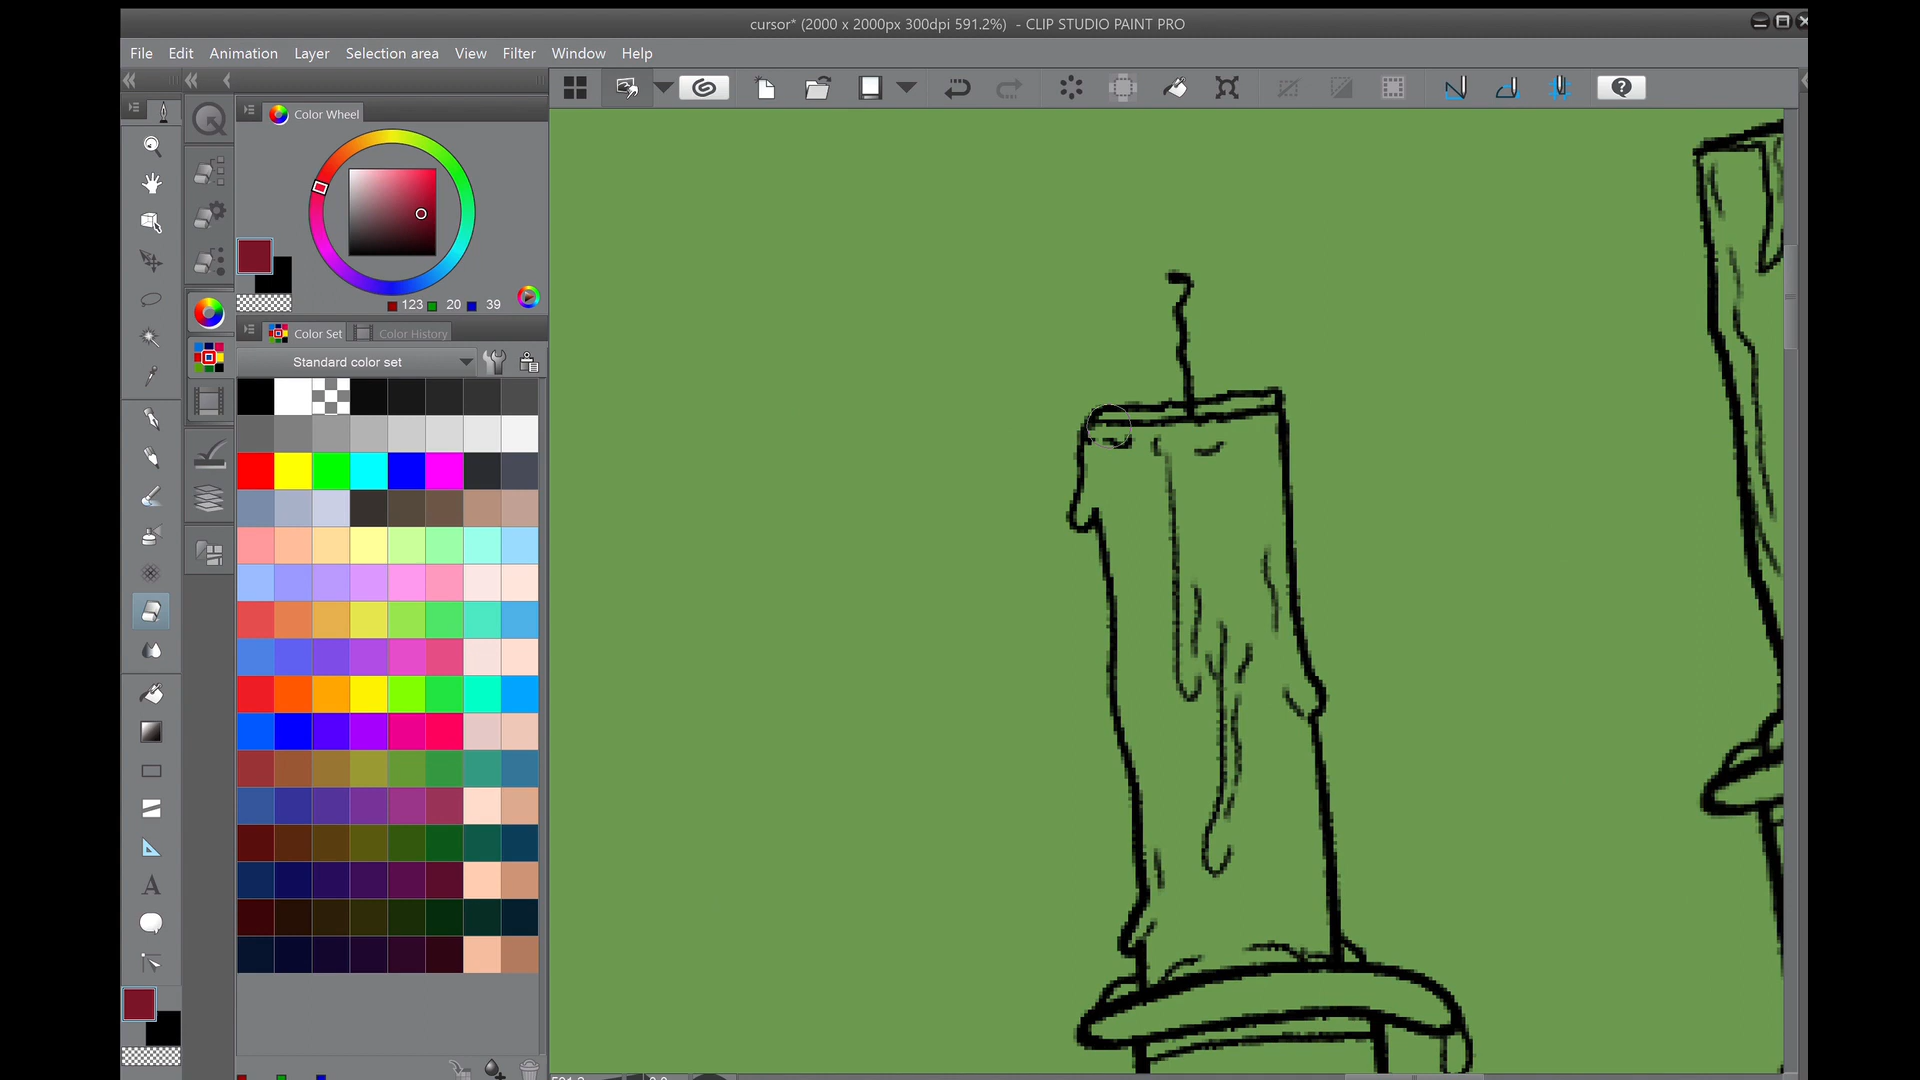 cursor* (2000 x 2000px 300dpi 591.2%) - CLIP STUDIO PAINT PRO
File Edit Animation Layer Selection area View Filter Window Help
Color Wheel
123 20 39
Color Set Color History
Standard color set